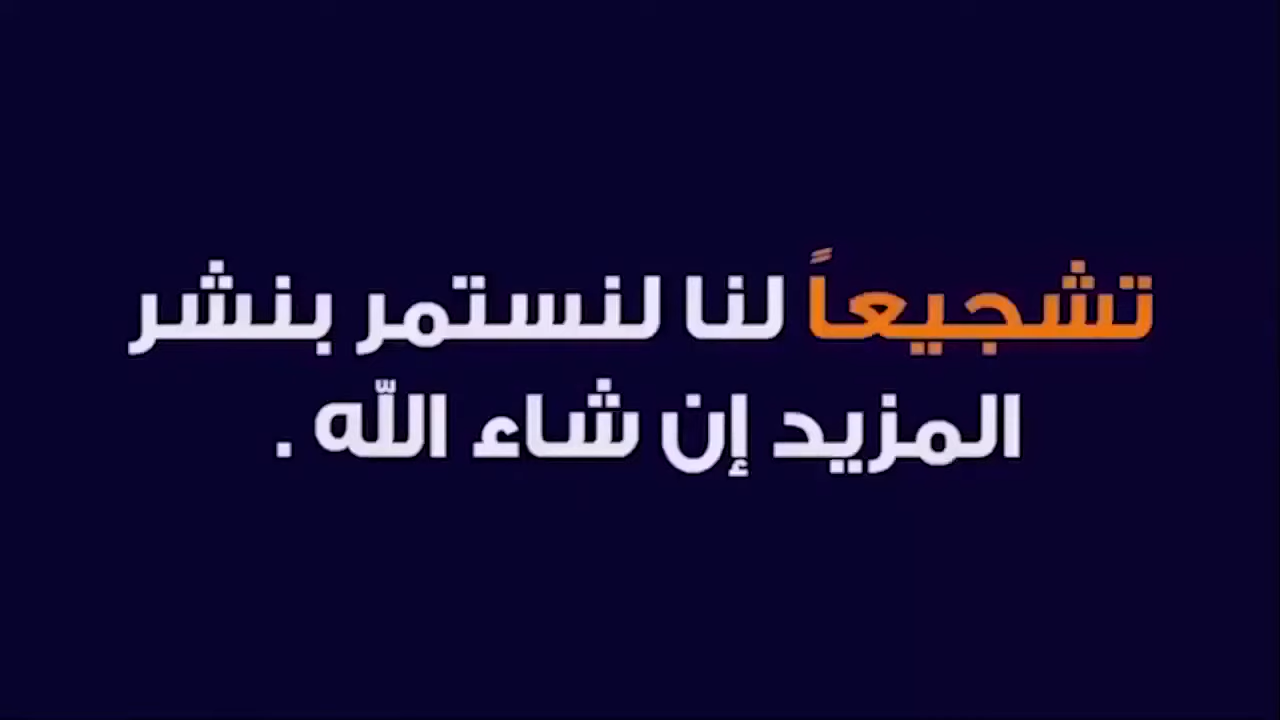 تشجيعاً لنا لنستمر بنشر
المزيد إن شاء اللّه .